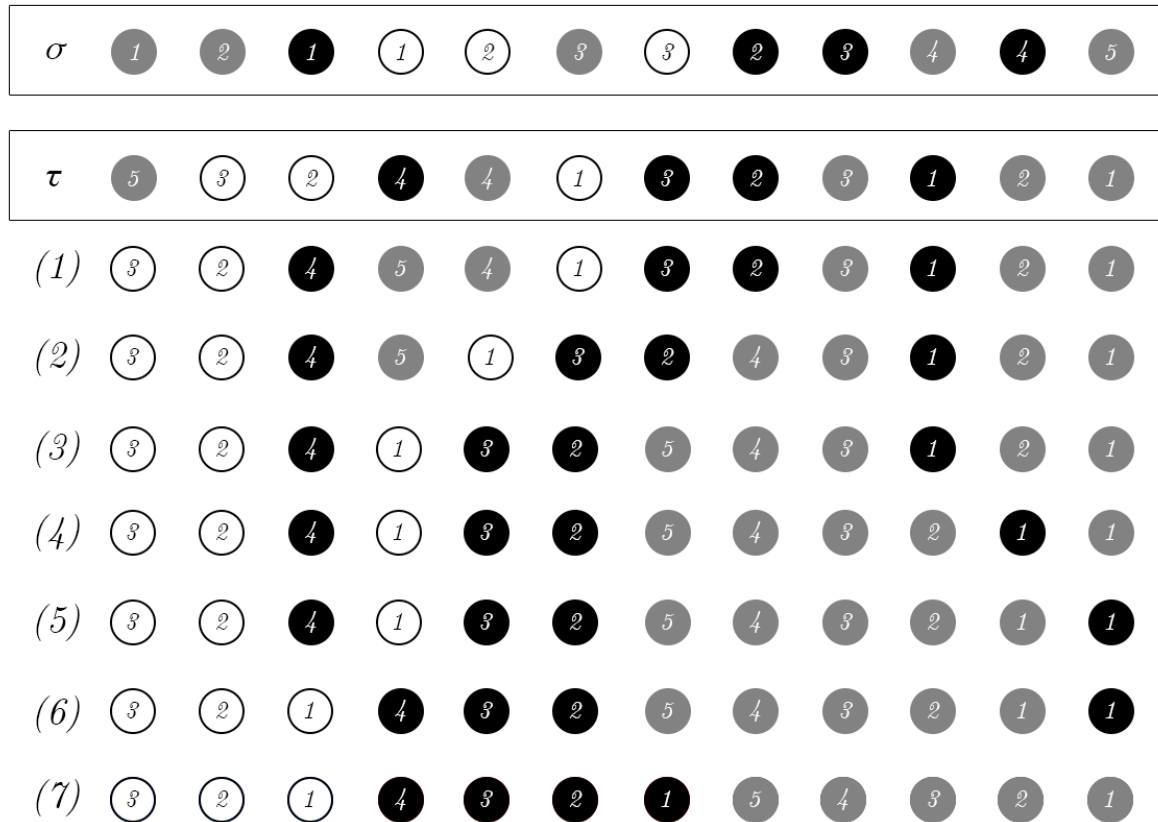 σ 1 2 1 1 2 3 3 2 3 4 4 5
τ 5 3 2 4 4 1 3 2 3 1 2 1
(1) 3 2 4 5 4 1 3 2 3 1 2 1
(2) 3 2 4 5 1 3 2 4 3 1 2 1
(3) 3 2 4 1 3 2 5 4 3 1 2 1
(4) 3 2 4 1 3 2 5 4 3 2 1 1
(5) 3 2 4 1 3 2 5 4 3 2 1 1
(6) 3 2 1 4 3 2 5 4 3 2 1 1
(7) 3 2 1 4 3 2 1 5 4 3 2 1